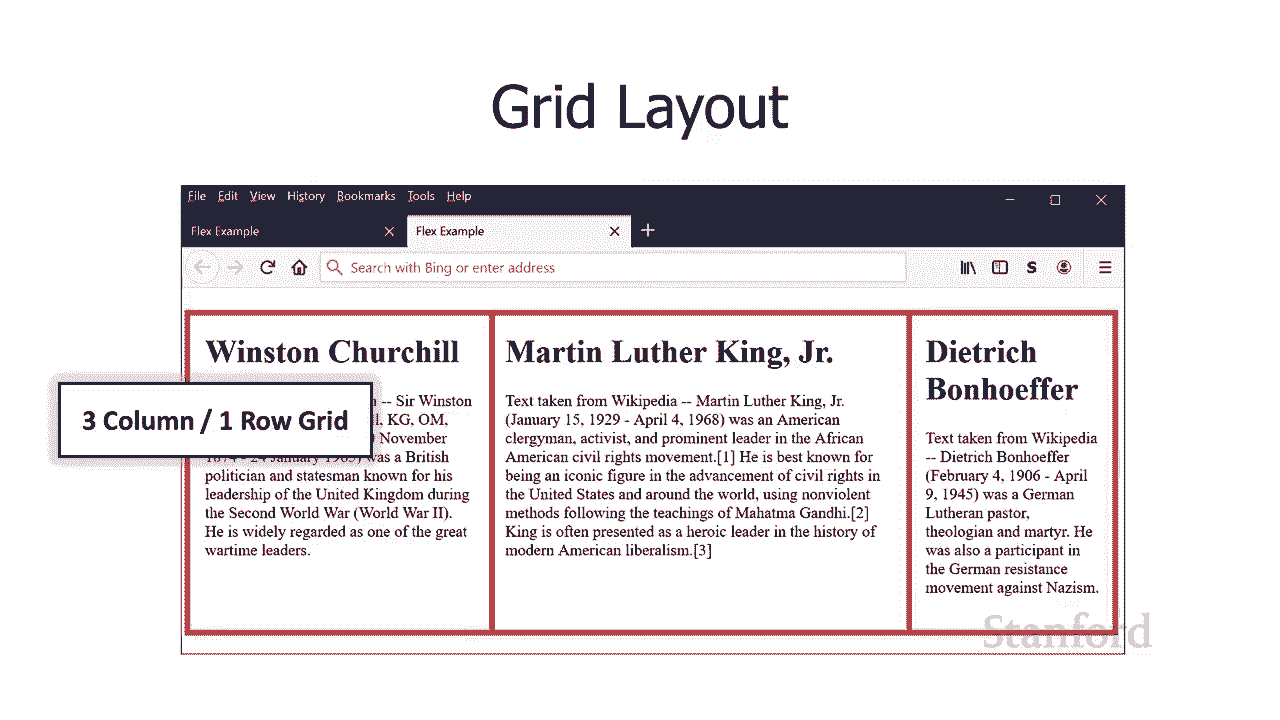 Grid Layout
File Edit View History Bookmarks Tools Help
Flex Example
Flex Example
Search with Bing or enter address
S
Winston Churchill
-- Sir Winston
KG, OM,
November
was a British
politician and statesman known for his
leadership of the United Kingdom during
the Second World War (World War II).
He is widely regarded as one of the great
wartime leaders.
3 Column / 1 Row Grid
Martin Luther King, Jr.
Text taken from Wikipedia -- Martin Luther King, Jr.
(January 15, 1929 - April 4, 1968) was an American
clergyman, activist, and prominent leader in the African
American civil rights movement.[1] He is best known for
being an iconic figure in the advancement of civil rights in
the United States and around the world, using nonviolent
methods following the teachings of Mahatma Gandhi.[2]
King is often presented as a heroic leader in the history of
modern American liberalism.[3]
Dietrich
Bonhoeffer
Text taken from Wikipedia
-- Dietrich Bonhoeffer
(February 4, 1906 - April
9, 1945) was a German
Lutheran pastor,
theologian and martyr. He
was also a participant in
the German resistance
movement against Nazism.
Stanford